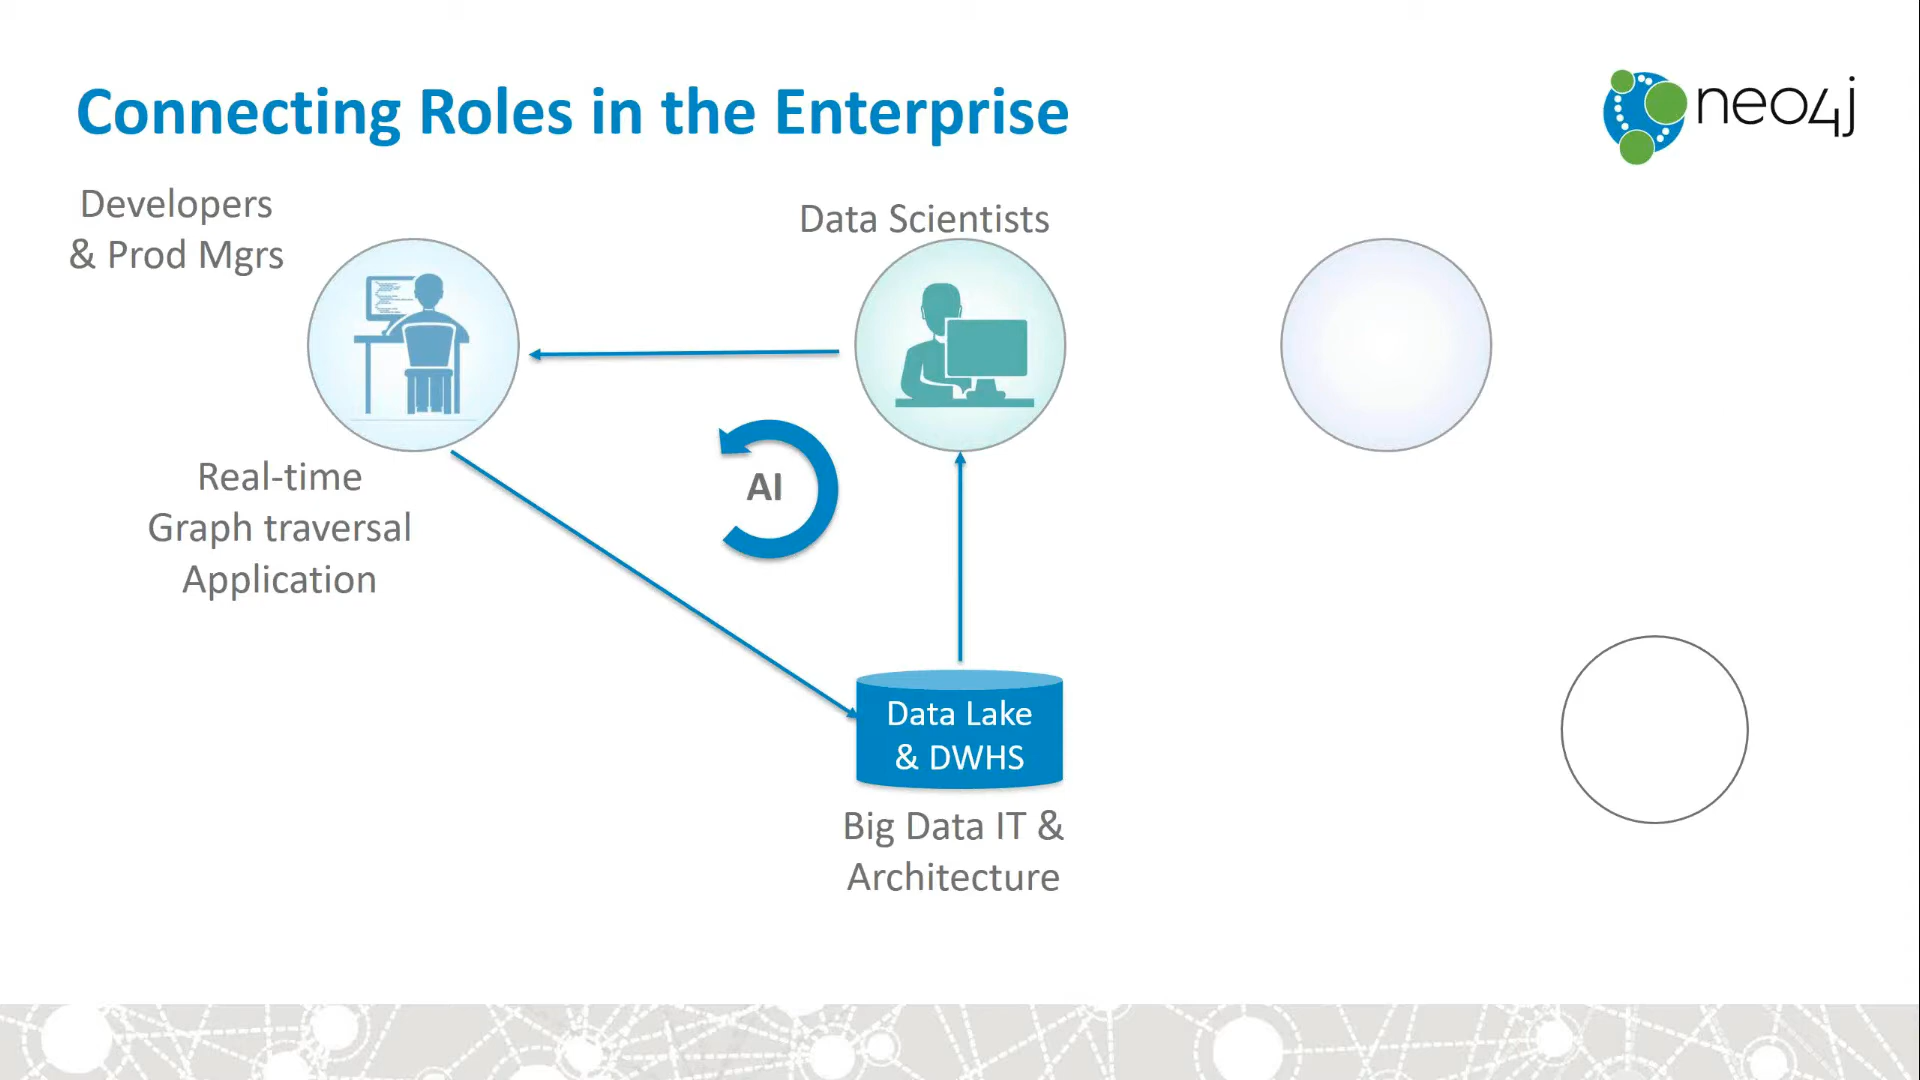 Connecting Roles in the Enterprise
neo4j
Developers
& Prod Mgrs
Data Scientists
Real-time
Graph traversal
Application
AI
Data Lake
& DWHS
Big Data IT &
Architecture